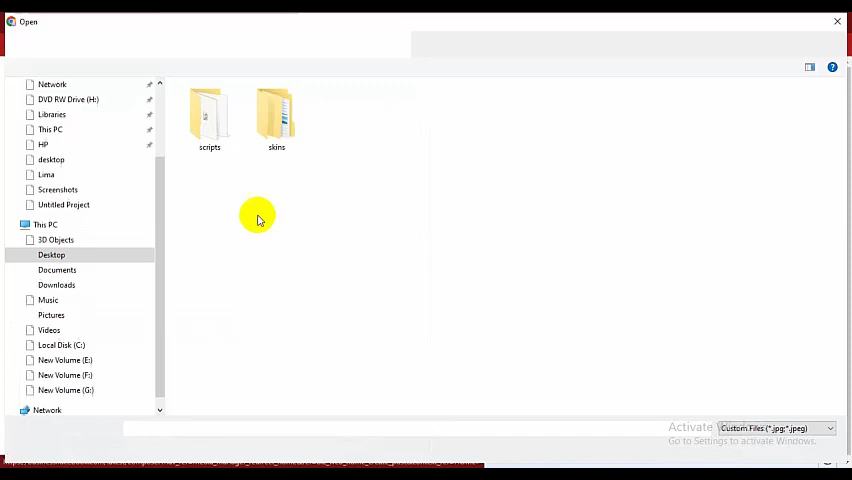 Open
Network
DVD RW Drive (H:)
Libraries
This PC
HP
desktop
Lima
Screenshots
Untitled Project
This PC
3D Objects
Desktop
Documents
Downloads
Music
Pictures
Videos
Local Disk (C:)
New Volume (E:)
New Volume (F:)
New Volume (G:)
Network
scripts
skins
Activate
Custom Files (*.jpg;*.jpeg)
Go to Settings to activate Windows.